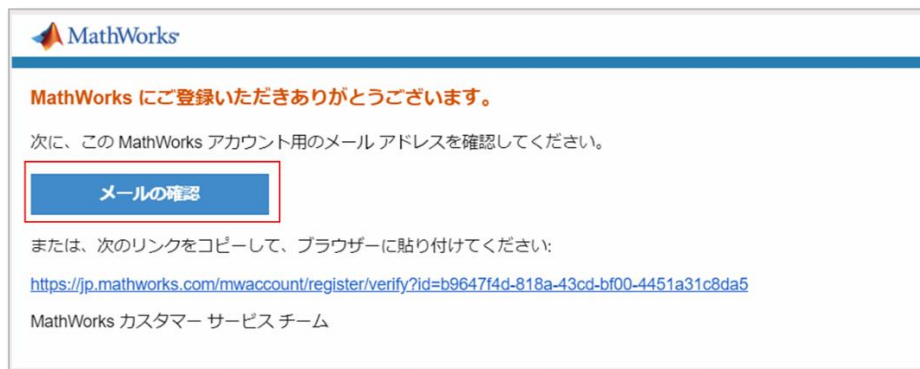 MathWorks
MathWorks にご登録いただきありがとうございます。
次に、この MathWorks アカウント用のメール アドレスを確認してください。
メールの確認
または、次のリンクをコピーして、ブラウザーに貼り付けてください:
https://jp.mathworks.com/mwaccount/register/verify?id=b9647f4d-818a-43cd-bf00-4451a31c8da5
MathWorks カスタマー サービス チーム